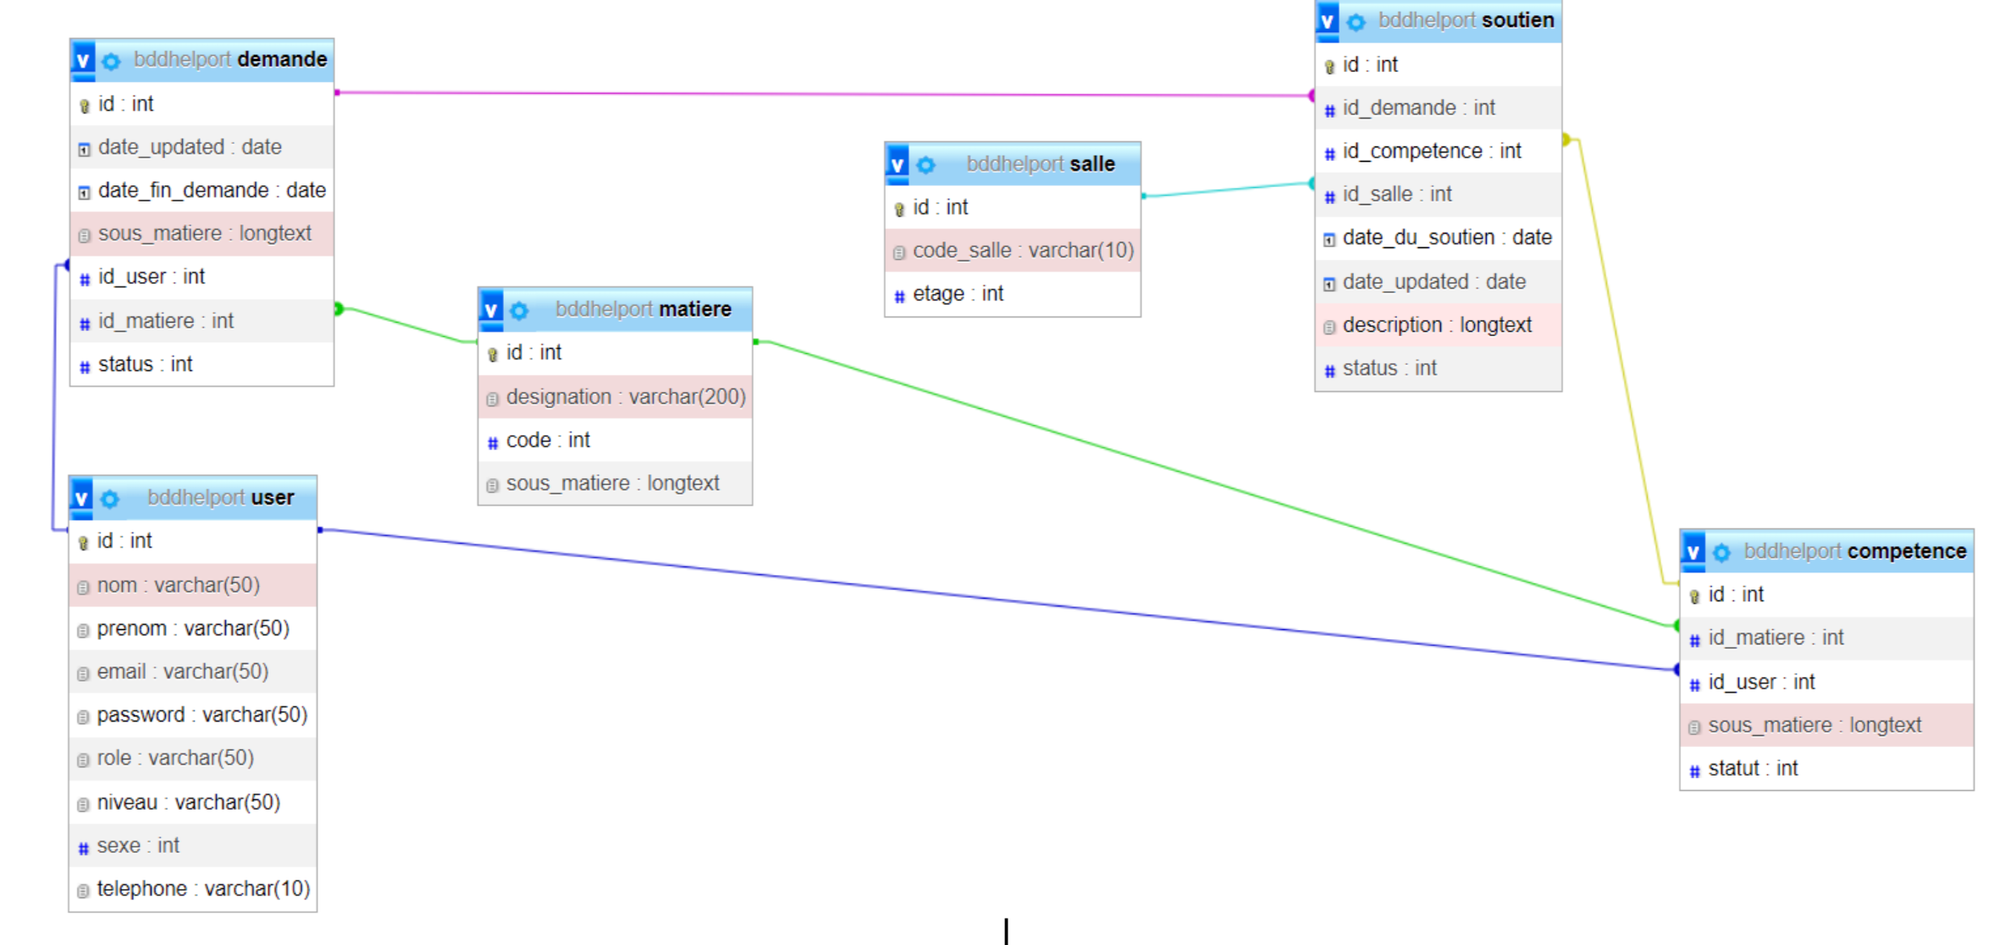 v bddhelport demande
id : int
date_updated : date
date_fin_demande : date
sous_matiere : longtext
# id_user : int
# id_matiere : int
# status : int
v bddhelport user
id : int
nom : varchar(50)
prenom : varchar(50)
email : varchar(50)
password : varchar(50)
role : varchar(50)
niveau : varchar(50)
# sexe : int
telephone : varchar(10)
v bddhelport matiere
id : int
designation : varchar(200)
# code : int
sous_matiere : longtext
v bddhelport salle
id : int
code_salle : varchar(10)
# etage : int
v bddhelport soutien
id : int
# id_demande : int
# id_competence : int
# id_salle : int
date_du_soutien : date
date_updated : date
description : longtext
# status : int
v bddhelport competence
id : int
# id_matiere : int
# id_user : int
sous_matiere : longtext
# statut : int